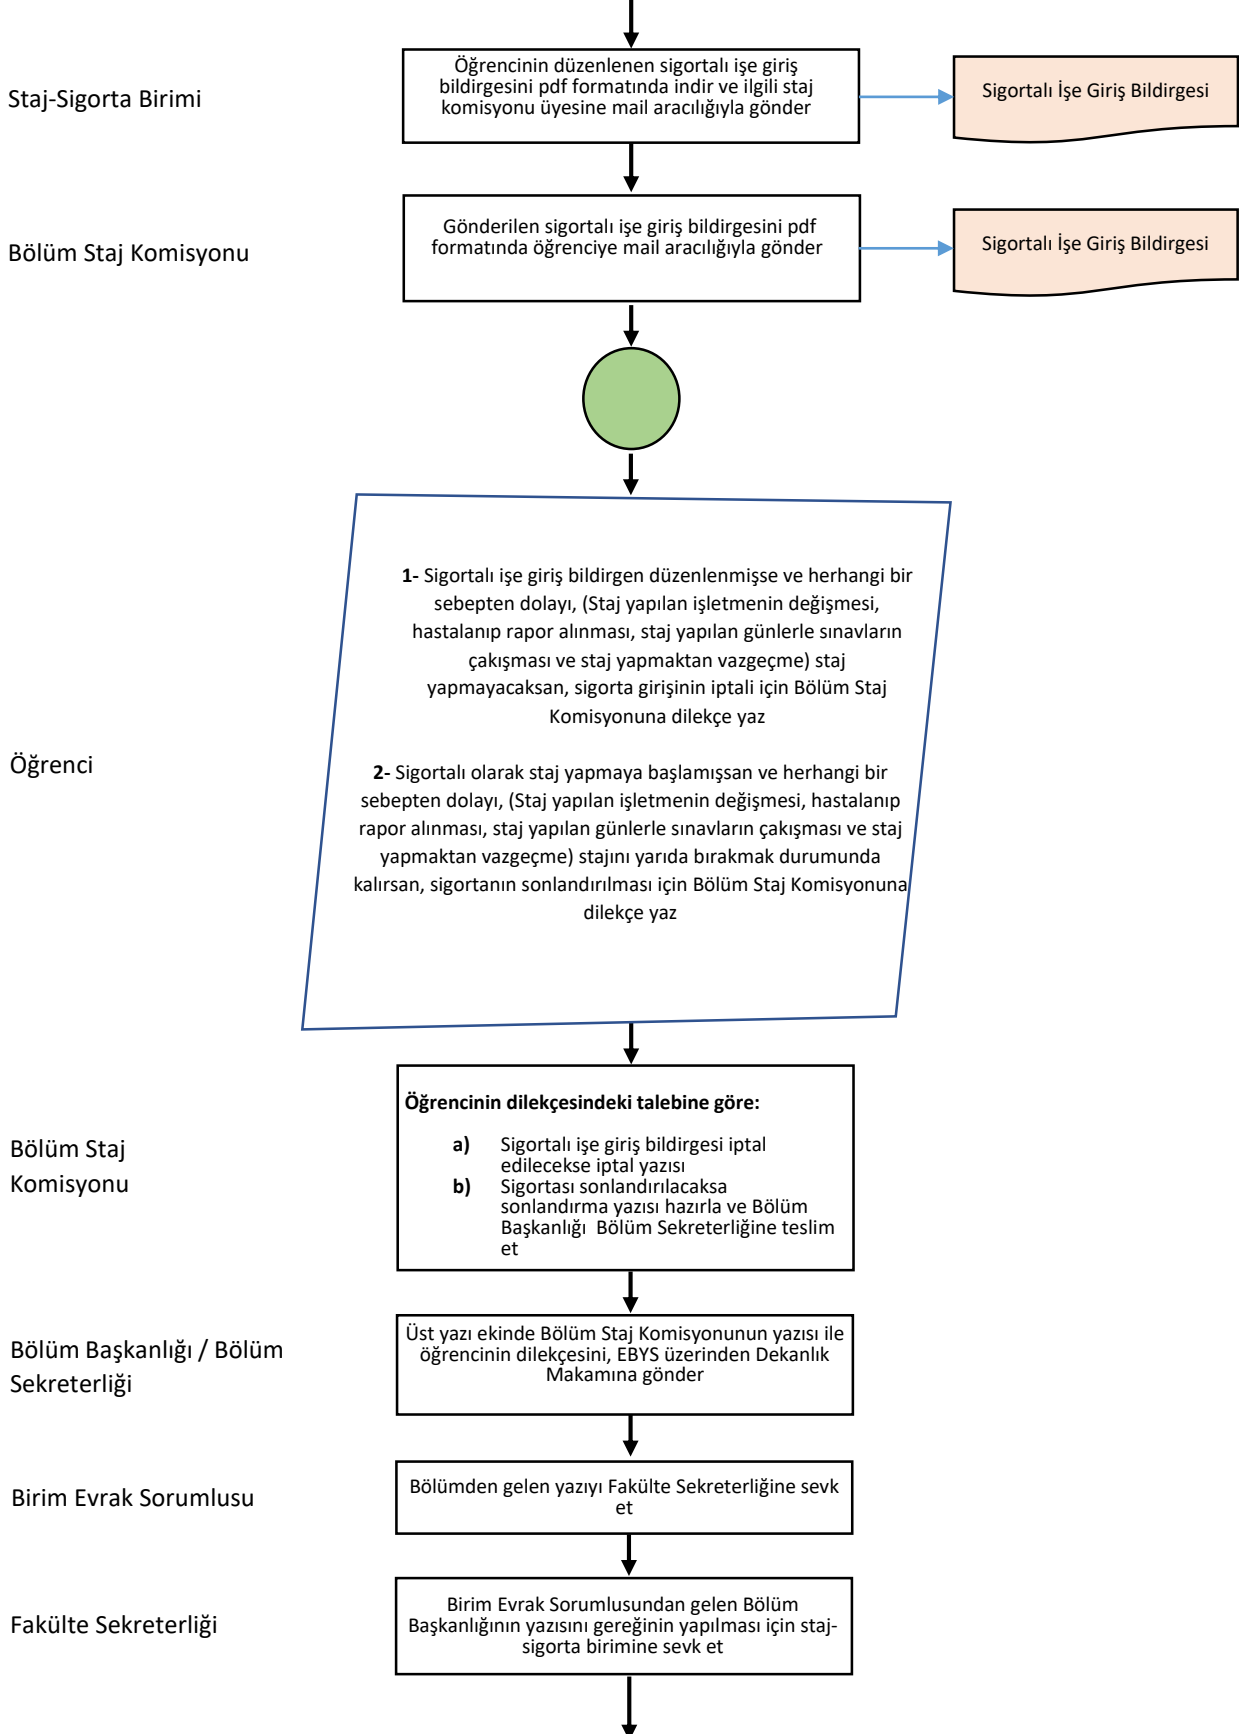 Staj-Sigorta Birimi
Öğrencinin düzenlenen sigortalı işe giriş
bildirgesini pdf formatında indir ve ilgili staj
komisyonu üyesine mail aracılığıyla gönder
Sigortalı İşe Giriş Bildirgesi
Bölüm Staj Komisyonu
Gönderilen sigortalı işe giriş bildirgesini pdf
formatında öğrenciye mail aracılığıyla gönder
Sigortalı İşe Giriş Bildirgesi
Öğrenci
1- Sigortalı işe giriş bildirgen düzenlenmişse ve herhangi bir
sebepten dolayı, (Staj yapılan işletmenin değişmesi,
hastalanıp rapor alınması, staj yapılan günlerle sınavların
çakışması ve staj yapmaktan vazgeçme) staj
yapmayacaksan, sigorta girişinin iptali için Bölüm Staj
Komisyonuna dilekçe yaz
2- Sigortalı olarak staj yapmaya başlamışsan ve herhangi bir
sebepten dolayı, (Staj yapılan işletmenin değişmesi, hastalanıp
rapor alınması, staj yapılan günlerle sınavların çakışması ve staj
yapmaktan vazgeçme) stajını yarıda bırakmak durumunda
kalırsan, sigortanın sonlandırılması için Bölüm Staj Komisyonuna
dilekçe yaz
Bölüm Staj
Komisyonu
Öğrencinin dilekçesindeki talebine göre:
a) Sigortalı işe giriş bildirgesi iptal
edilecekse iptal yazısı
b) Sigortası sonlandırılacaksa
sonlandırma yazısı hazırla ve Bölüm
Başkanlığı Bölüm Sekreterliğine teslim
et
Bölüm Başkanlığı / Bölüm
Sekreterliği
Üst yazı ekinde Bölüm Staj Komisyonunun yazısı ile
öğrencinin dilekçesini, EBYS üzerinden Dekanlık
Makamına gönder
Birim Evrak Sorumlusu
Bölümden gelen yazıyı Fakülte Sekreterliğine sevk
et
Fakülte Sekreterliği
Birim Evrak Sorumlusundan gelen Bölüm
Başkanlığının yazısını gereğinin yapılması için staj-
sigorta birimine sevk et